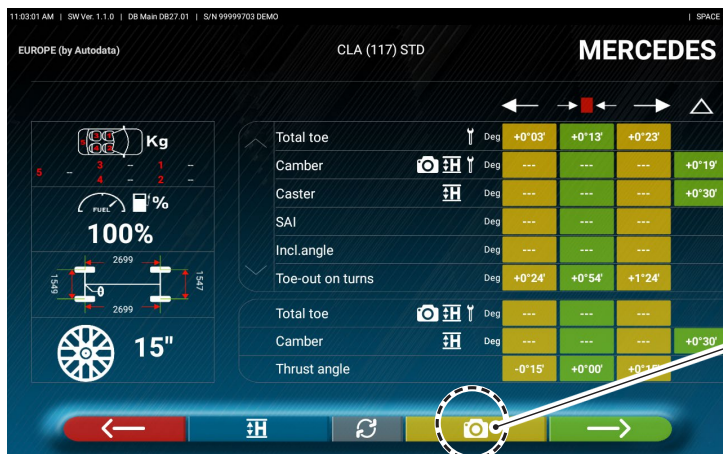 11:03:01 AM | SW Ver. 1.1.0 | DB Main DB27.01 | S/N 99999703 DEMO | SPACE
EUROPE (by Autodata) CLA (117) STD MERCEDES
Kg
3 4 5 -- 3 -- 1 --
4 -- 2 --
FUEL %
100%
2699
1549 1547
2699
15"
Total toe Deg +0°03' +0°13' +0°23'
Camber H Deg --- --- --- +0°19'
Caster H Deg --- --- --- +0°30'
SAI Deg --- --- ---
Incl.angle Deg --- --- ---
Toe-out on turns Deg +0°24' +0°54' +1°24'
Total toe H Deg --- --- ---
Camber H Deg --- --- --- +0°30'
Thrust angle -0°15' +0°00'
H